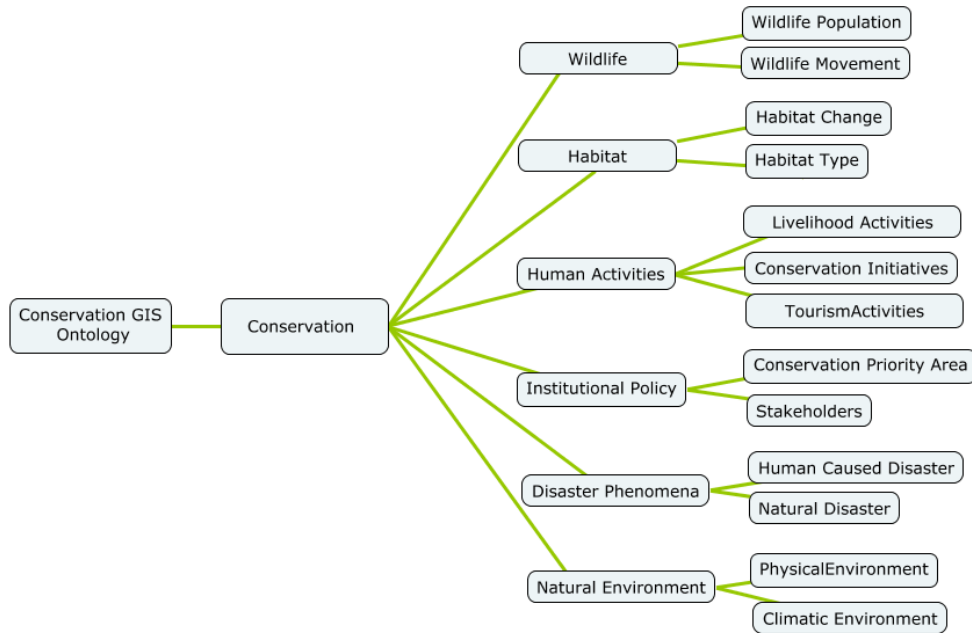 Conservation GIS
Ontology
Conservation
Wildlife
Wildlife Population
Wildlife Movement
Habitat
Habitat Change
Habitat Type
Human Activities
Livelihood Activities
Conservation Initiatives
TourismActivities
Institutional Policy
Conservation Priority Area
Stakeholders
Disaster Phenomena
Human Caused Disaster
Natural Disaster
Natural Environment
PhysicalEnvironment
Climatic Environment